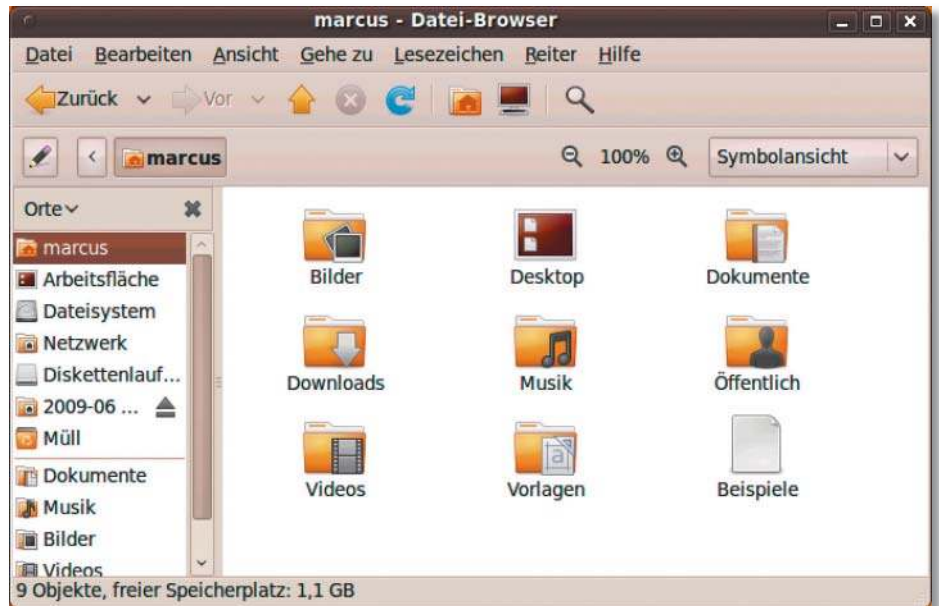 marcus - Datei-Browser
Datei Bearbeiten Ansicht Gehe zu Lesezeichen Reiter Hilfe
Zurück Vor
marcus 100% Symbolansicht
Orte
marcus
Arbeitsfläche
Dateisystem
Netzwerk
Diskettenlauf...
2009-06 ...
Müll
Dokumente
Musik
Bilder
Videos
Bilder Desktop Dokumente
Downloads Musik Öffentlich
Videos Vorlagen Beispiele
9 Objekte, freier Speicherplatz: 1,1 GB